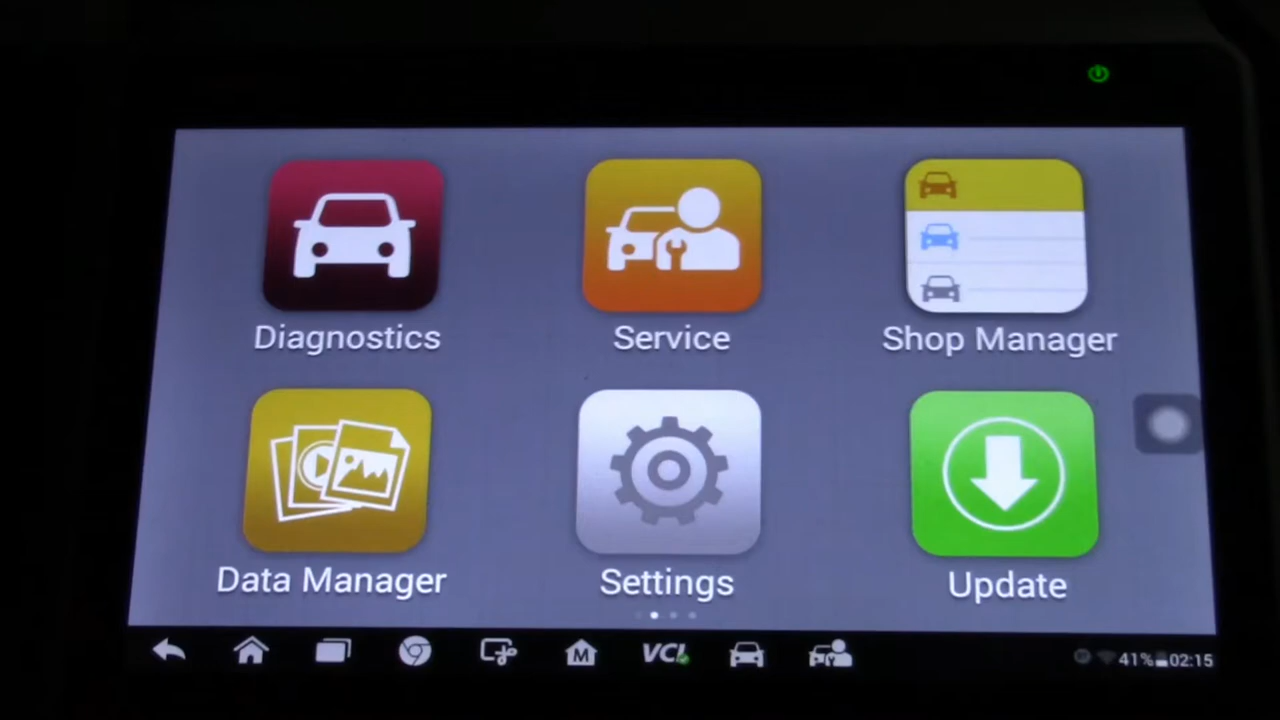 Diagnostics
Service
Shop Manager
Data Manager
Settings
Update
M
VCI
41%
02:15